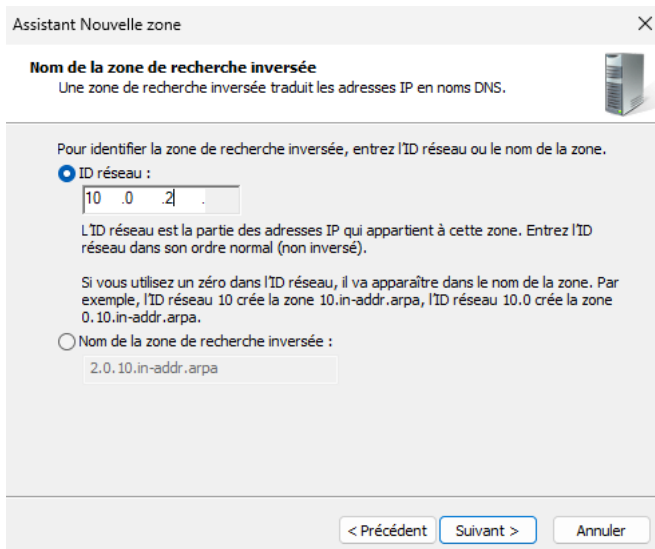 Assistant Nouvelle zone
Nom de la zone de recherche inversée
Une zone de recherche inversée traduit les adresses IP en noms DNS.
Pour identifier la zone de recherche inversée, entrez l'ID réseau ou le nom de la zone.
ID réseau :
10 .0 .2 .
L'ID réseau est la partie des adresses IP qui appartient à cette zone. Entrez l'ID
réseau dans son ordre normal (non inversé).
Si vous utilisez un zéro dans l'ID réseau, il va apparaître dans le nom de la zone. Par
exemple, l'ID réseau 10 crée la zone 10.in-addr.arpa, l'ID réseau 10.0 crée la zone
0.10.in-addr.arpa.
Nom de la zone de recherche inversée :
2.0.10.in-addr.arpa
< Précédent Suivant > Annuler